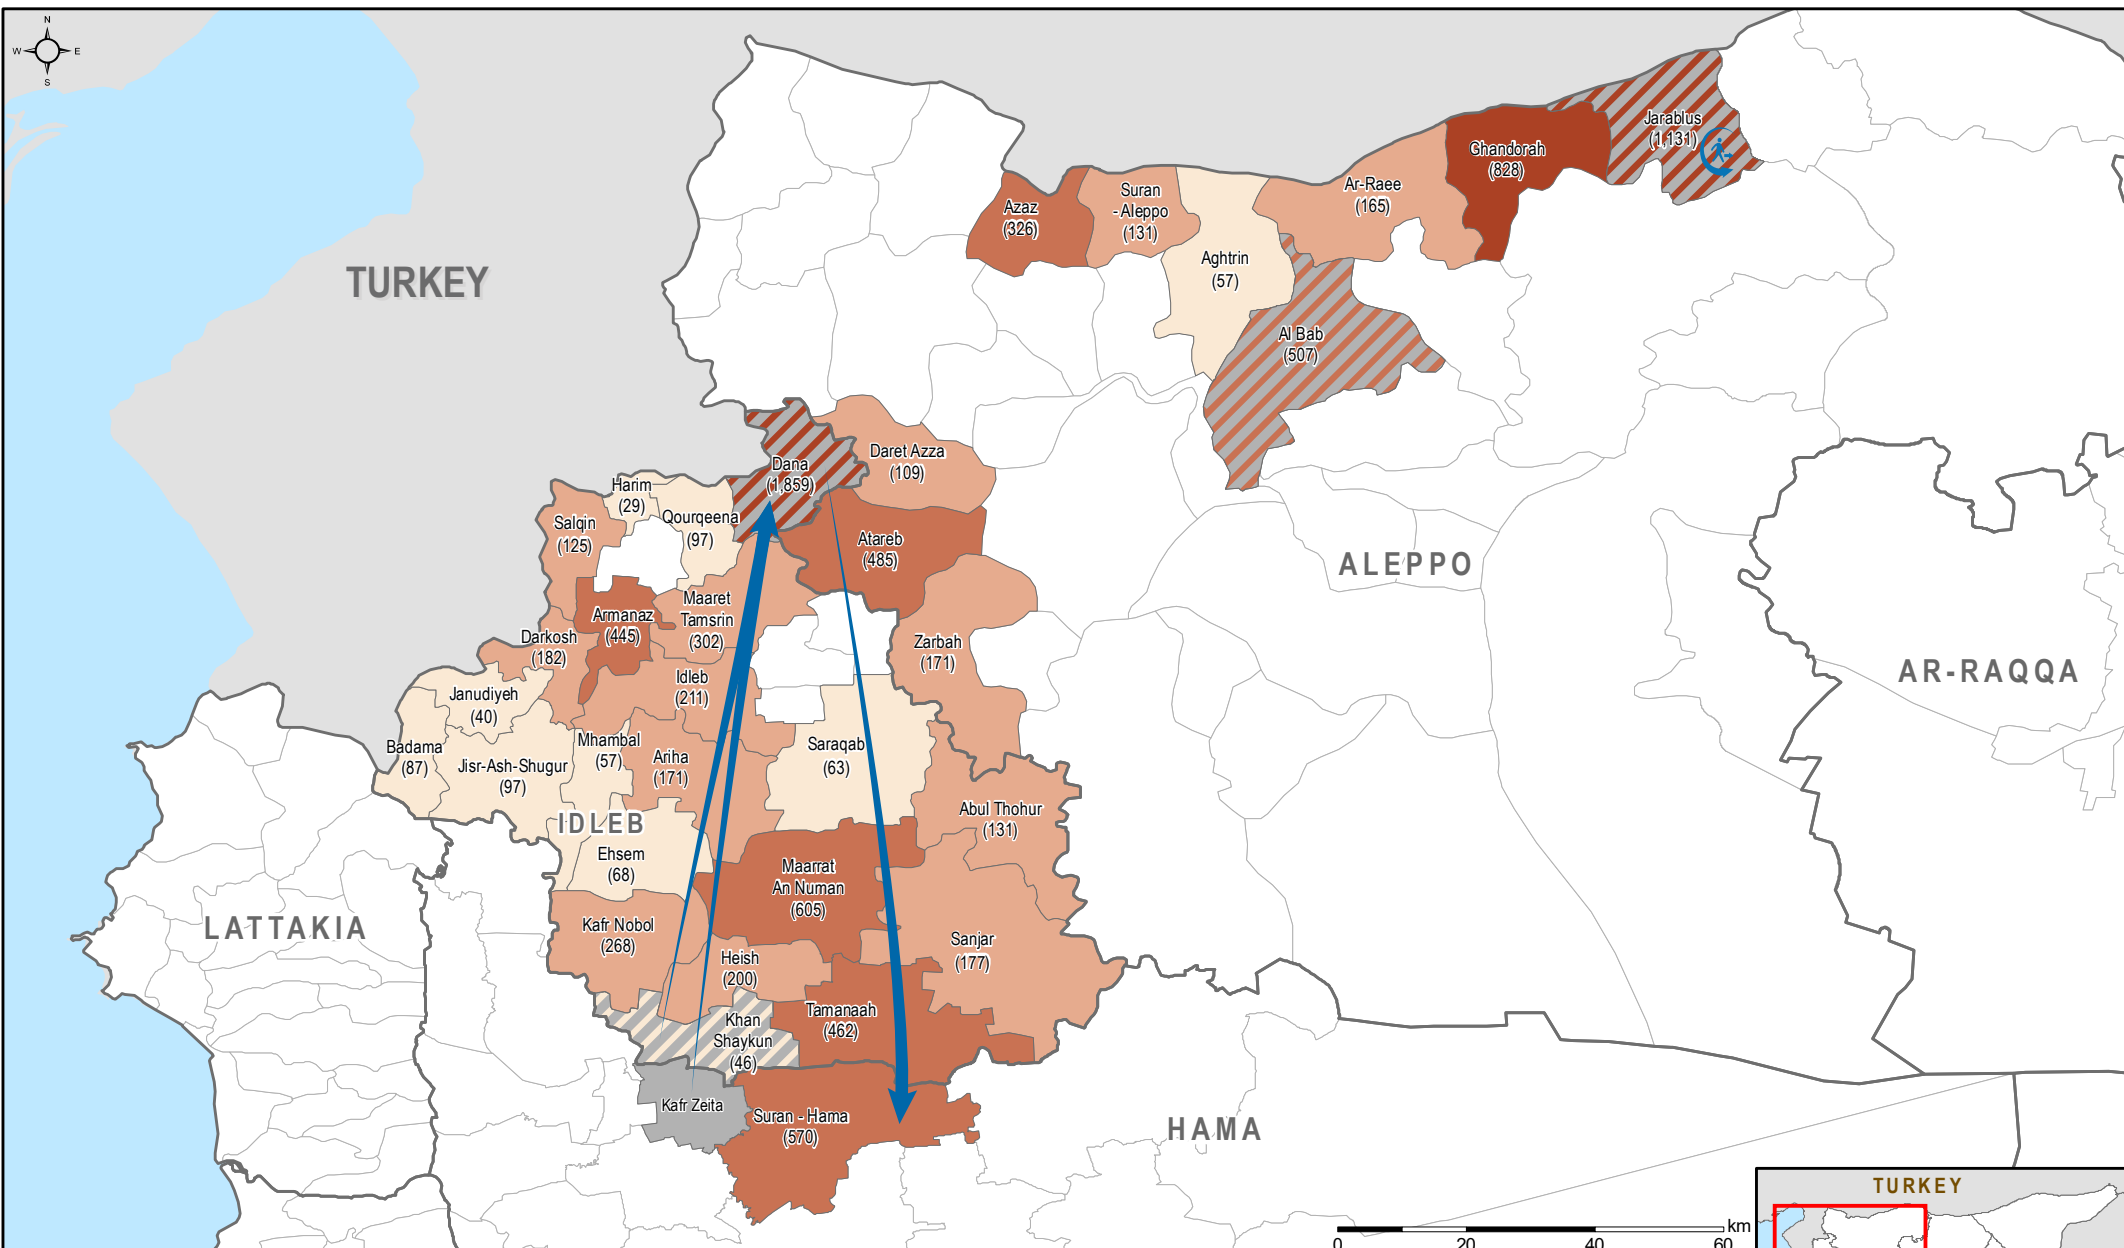 N
W
E
S
Jarablus
(1,131)
Ghandorah
(828)
Ar-Raee
(165)
Suran
-Aleppo
(131)
Azaz
(326)
Aghtrin
(57)
TURKEY
Al Bab
(507)
Daret Azza
(109)
Dana
(1,859)
Harim
(29)
Qourqeena
(97)
Salqin
(125)
Atareb
(485)
ALEPPO
Maaret
Tamsrin
(302)
Armanaz
(445)
Darkosh
(182)
Zarbah
(171)
AR-RAQQA
Idleb
(211)
Janudiyeh
(40)
Mhambal
(57)
Badama
(87)
Jisr-Ash-Shugur
(97)
Ariha
(171)
Saraqab
(63)
Abul Thohur
(131)
IDLEB
Ehsem
(68)
Maarrat
An Numan
(605)
LATTAKIA
Kafr Nobol
(268)
Sanjar
(177)
Heish
(200)
Tamanaah
(462)
Khan
Shaykun
(46)
Kafr Zeita
Suran - Hama
(570)
HAMA
TURKEY
km
0 20 40 60